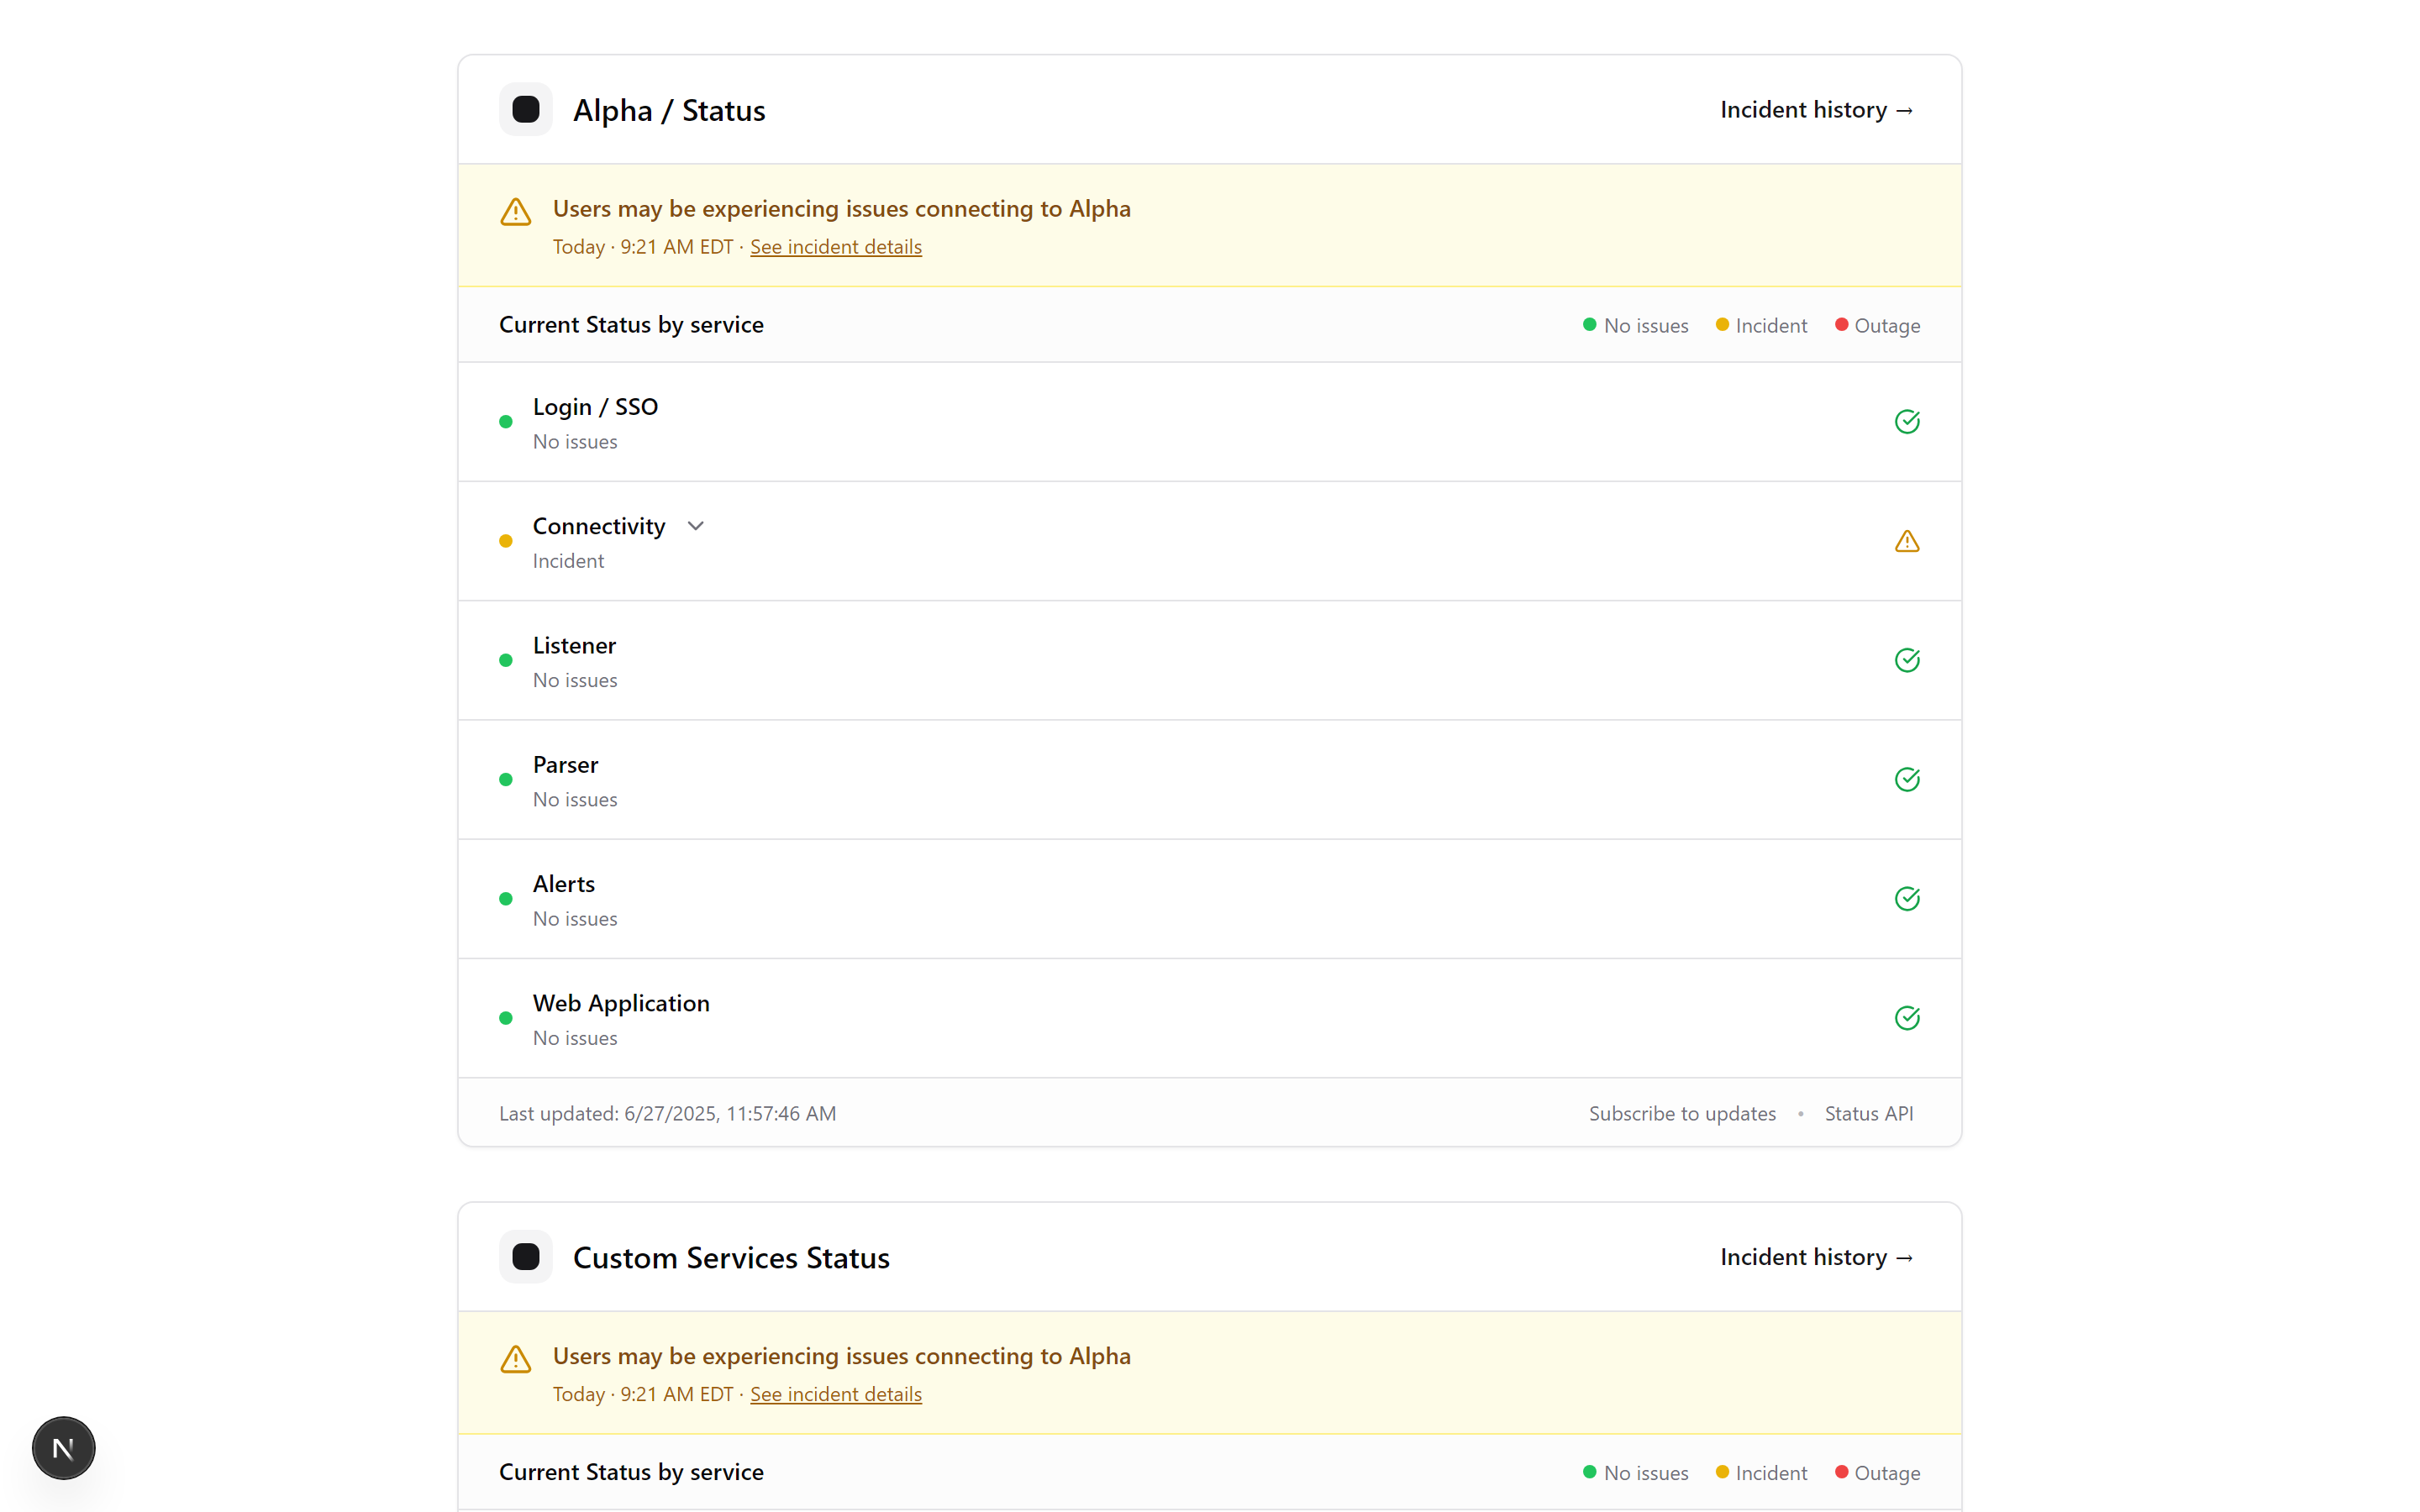 Alpha / Status
Incident history →
Users may be experiencing issues connecting to Alpha
Today · 9:21 AM EDT · See incident details
Current Status by service
No issues
Incident
Outage
Login / SSO
No issues
Connectivity
Incident
Listener
No issues
Parser
No issues
Alerts
No issues
Web Application
No issues
Last updated: 6/27/2025, 11:57:46 AM
Subscribe to updates • Status API
Custom Services Status
Incident history →
Users may be experiencing issues connecting to Alpha
Today · 9:21 AM EDT · See incident details
Current Status by service
No issues
Incident
Outage
N